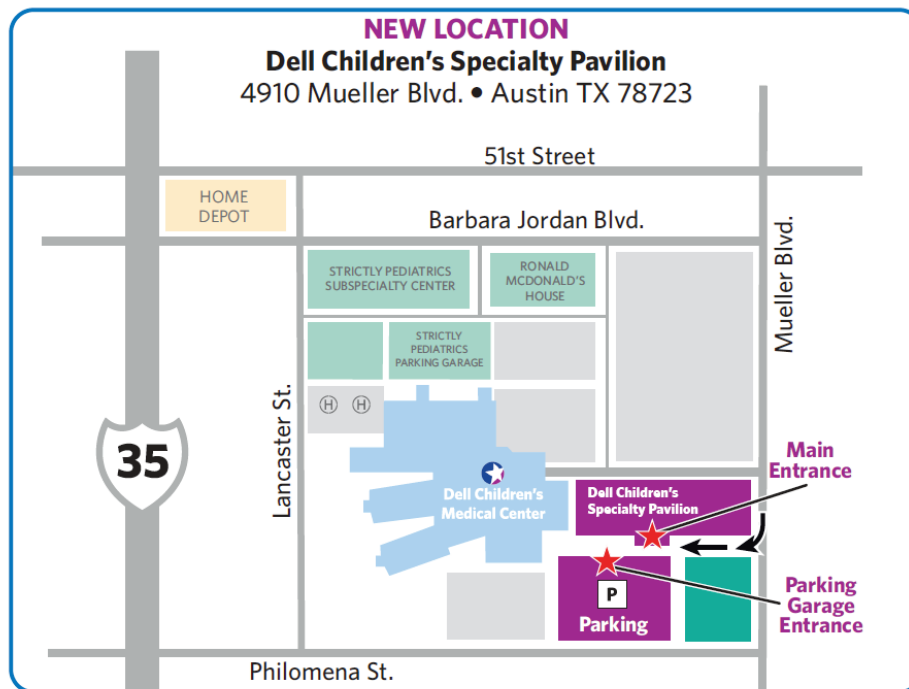 NEW LOCATION
Dell Children's Specialty Pavilion
4910 Mueller Blvd. • Austin TX 78723
51st Street
HOME
DEPOT
Barbara Jordan Blvd.
Mueller Blvd.
STRICTLY PEDIATRICS
SUBSPECIALTY CENTER
RONALD
MCDONALD'S
HOUSE
STRICTLY
PEDIATRICS
PARKING GARAGE
H H
Lancaster St.
35
Main
Entrance
Dell Children's
Medical Center
Dell Children's
Specialty Pavilion
P
Parking
Parking
Garage
Entrance
Philomena St.